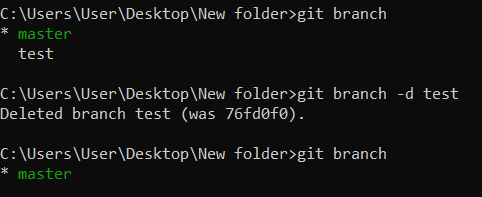 C:\Users\User\Desktop\New folder>git branch
* master
  test
C:\Users\User\Desktop\New folder>git branch -d test
Deleted branch test (was 76fd0f0).
C:\Users\User\Desktop\New folder>git branch
* master